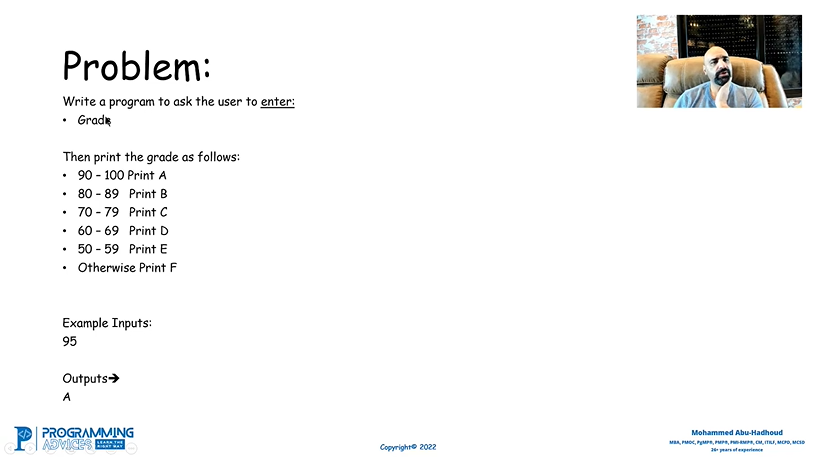 Problem:
Write a program to ask the user to enter:
• Grade
Then print the grade as follows:
• 90 – 100 Print A
• 80 – 89 Print B
• 70 – 79 Print C
• 60 – 69 Print D
• 50 – 59 Print E
• Otherwise Print F
Example Inputs:
95
Outputs➔
A
PROGRAMMING
ADVICES
LEARN THE
RIGHT WAY
Copyright© 2022
Mohammed Abu-Hadhoud
MBA, PMOC, PgMP®, PMP®, PMI-RMP®, CM, ITILF, MCPD, MCSD
26+ years of experience